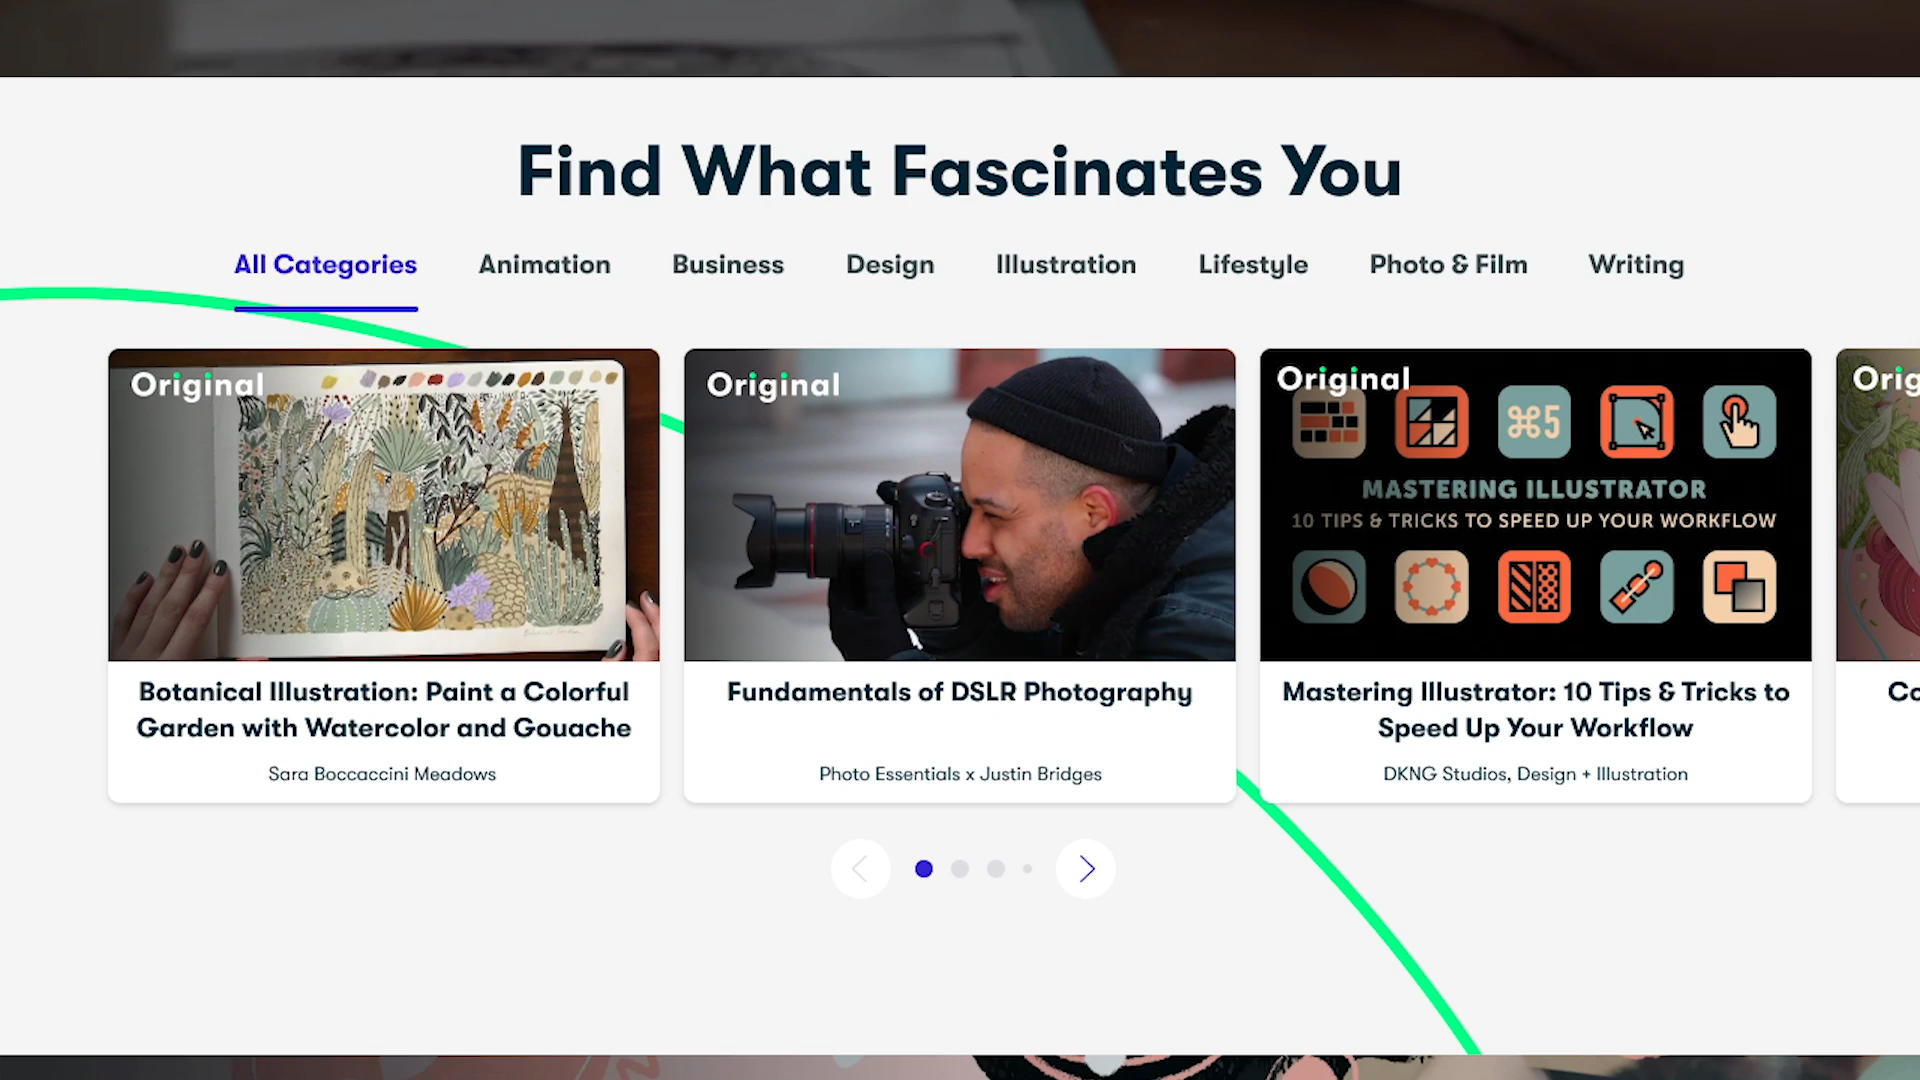 Find What Fascinates You
All Categories Animation Business Design Illustration Lifestyle Photo & Film Writing
Original
Botanical Illustration: Paint a Colorful
Garden with Watercolor and Gouache
Sara Boccaccini Meadows
Original
Fundamentals of DSLR Photography
Photo Essentials x Justin Bridges
Original
⌘5
MASTERING ILLUSTRATOR
10 TIPS & TRICKS TO SPEED UP YOUR WORKFLOW
Mastering Illustrator: 10 Tips & Tricks to
Speed Up Your Workflow
DKNG Studios, Design + Illustration
Orig
Co